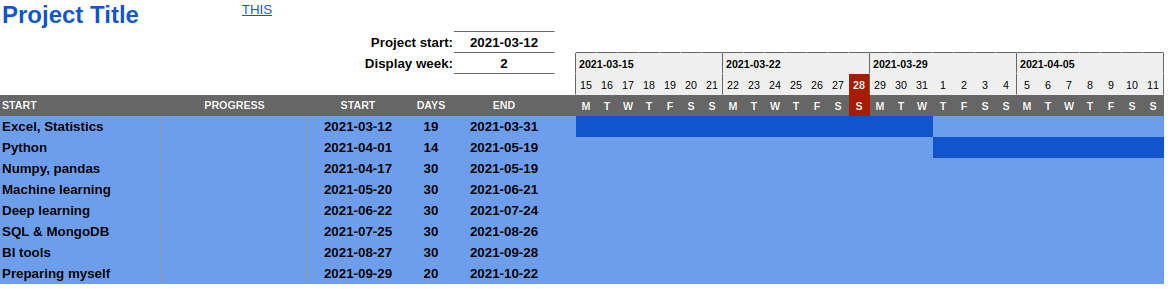 Project Title THIS
Project start: 2021-03-12
Display week: 2 2021-03-15 2021-03-22 2021-03-29 2021-04-05
15 16 17 18 19 20 21 22 23 24 25 26 27 28 29 30 31 1 2 3 4 5 6 7 8 9 10 11
START PROGRESS START DAYS END M T W T F S S M T W T F S S M T W T F S S M T W T F S S
Excel, Statistics 2021-03-12 19 2021-03-31
Python 2021-04-01 14 2021-05-19
Numpy, pandas 2021-04-17 30 2021-05-19
Machine learning 2021-05-20 30 2021-06-21
Deep learning 2021-06-22 30 2021-07-24
SQL & MongoDB 2021-07-25 30 2021-08-26
BI tools 2021-08-27 30 2021-09-28
Preparing myself 2021-09-29 20 2021-10-22